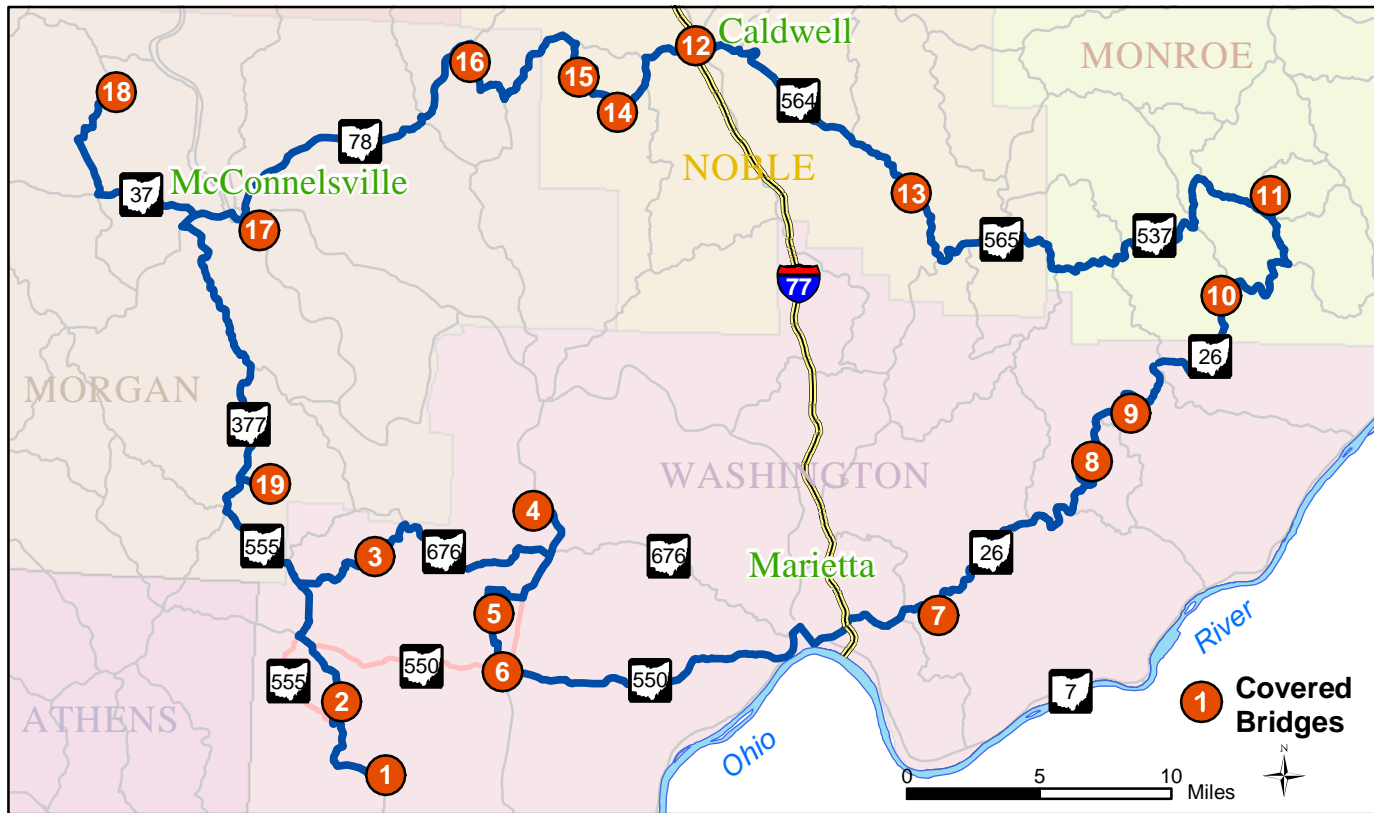 12
Caldwell
MONROE
16
15
18
14
564
78
NOBLE
37
McConnelsville
13
11
17
565
537
77
10
26
MORGAN
377
9
8
WASHINGTON
19
4
555
3
676
676
26
Marietta
5
7
River
6
550
550
555
2
7
1
Covered
Bridges
ATHENS
Ohio
N
1
0
5
10
Miles